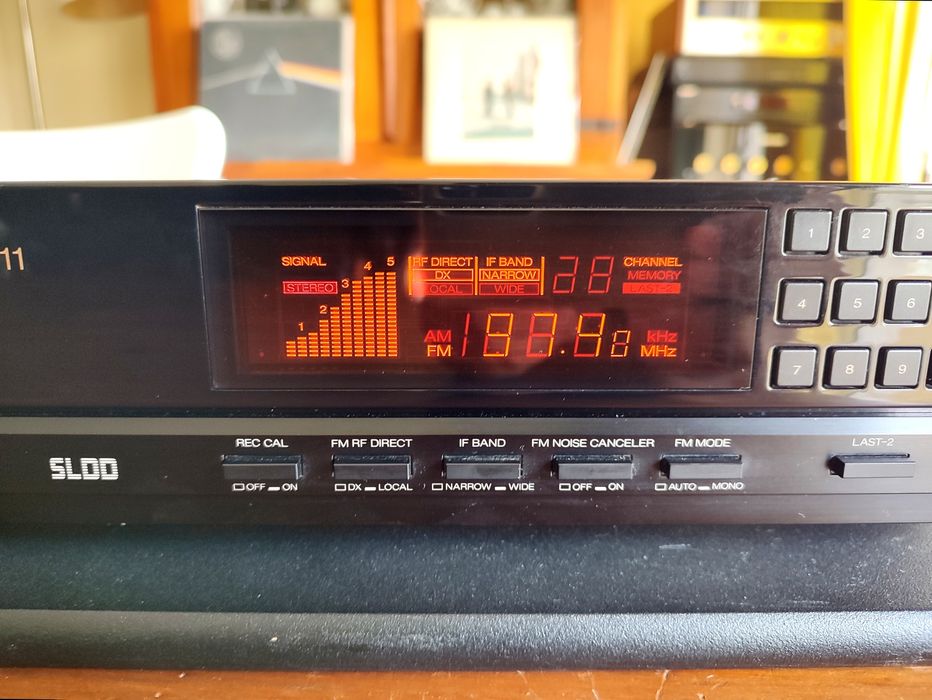 11
SIGNAL
STEREO
1 2 3 4 5
RF DIRECT
DX
LOCAL
IF BAND
NARROW
WIDE
CHANNEL
MEMORY
LAST-2
AM
FM
kHz
MHz
1 2 3
4 5 6
7 8 9
SLDD
REC CAL
OFF ON
FM RF DIRECT
DX LOCAL
IF BAND
NARROW WIDE
FM NOISE CANCELER
OFF ON
FM MODE
AUTO MONO
LAST-2